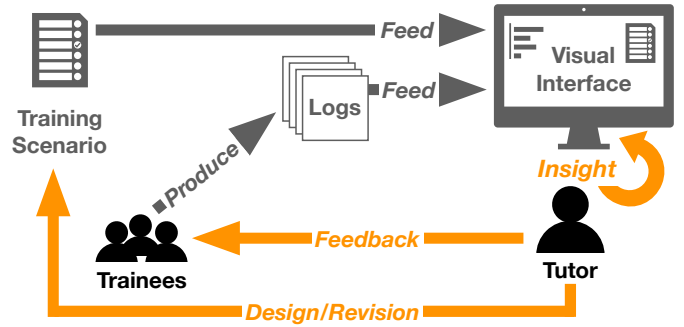 Feed
Visual
Interface
Feed
Logs
Training
Scenario
Produce
Insight
Feedback
Trainees
Tutor
Design/Revision